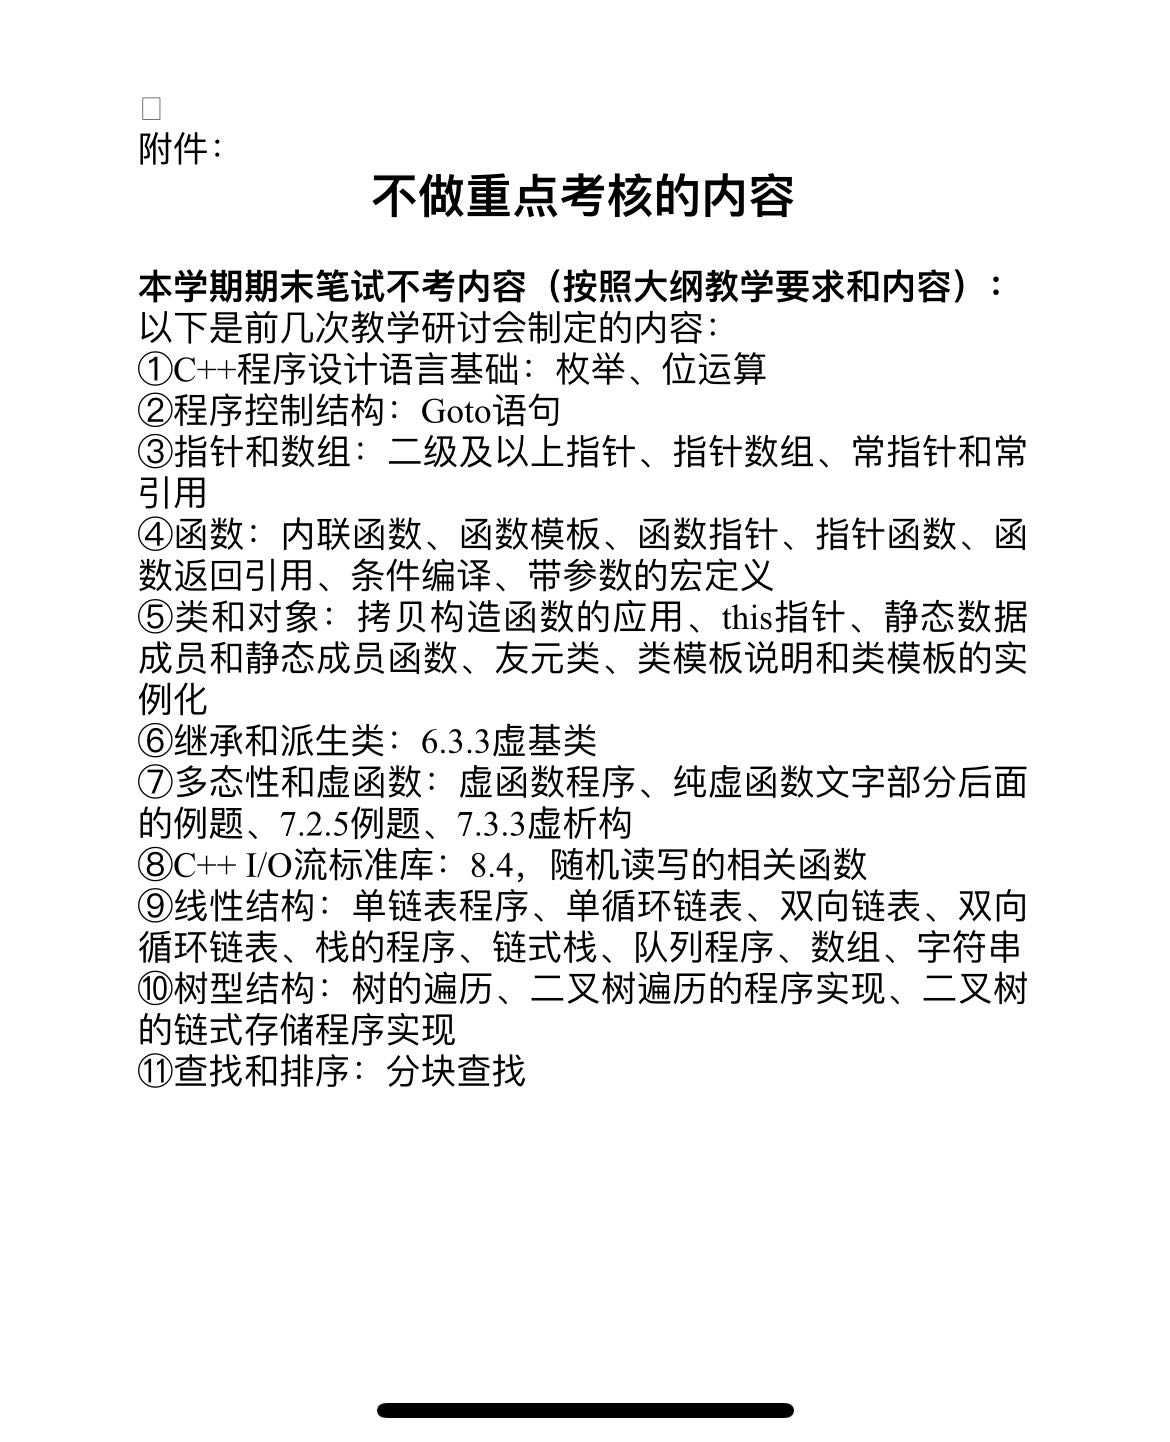 附件：
不做重点考核的内容
本学期期末笔试不考内容（按照大纲教学要求和内容）：
以下是前几次教学研讨会制定的内容：
①C++程序设计语言基础：枚举、位运算
②程序控制结构：Goto语句
③指针和数组：二级及以上指针、指针数组、常指针和常
引用
④函数：内联函数、函数模板、函数指针、指针函数、函
数返回引用、条件编译、带参数的宏定义
⑤类和对象：拷贝构造函数的应用、this指针、静态数据
成员和静态成员函数、友元类、类模板说明和类模板的实
例化
⑥继承和派生类：6.3.3虚基类
⑦多态性和虚函数：虚函数程序、纯虚函数文字部分后面
的例题、7.2.5例题、7.3.3虚析构
⑧C++ I/O流标准库：8.4，随机读写的相关函数
⑨线性结构：单链表程序、单循环链表、双向链表、双向
循环链表、栈的程序、链式栈、队列程序、数组、字符串
⑩树型结构：树的遍历、二叉树遍历的程序实现、二叉树
的链式存储程序实现
⑪查找和排序：分块查找